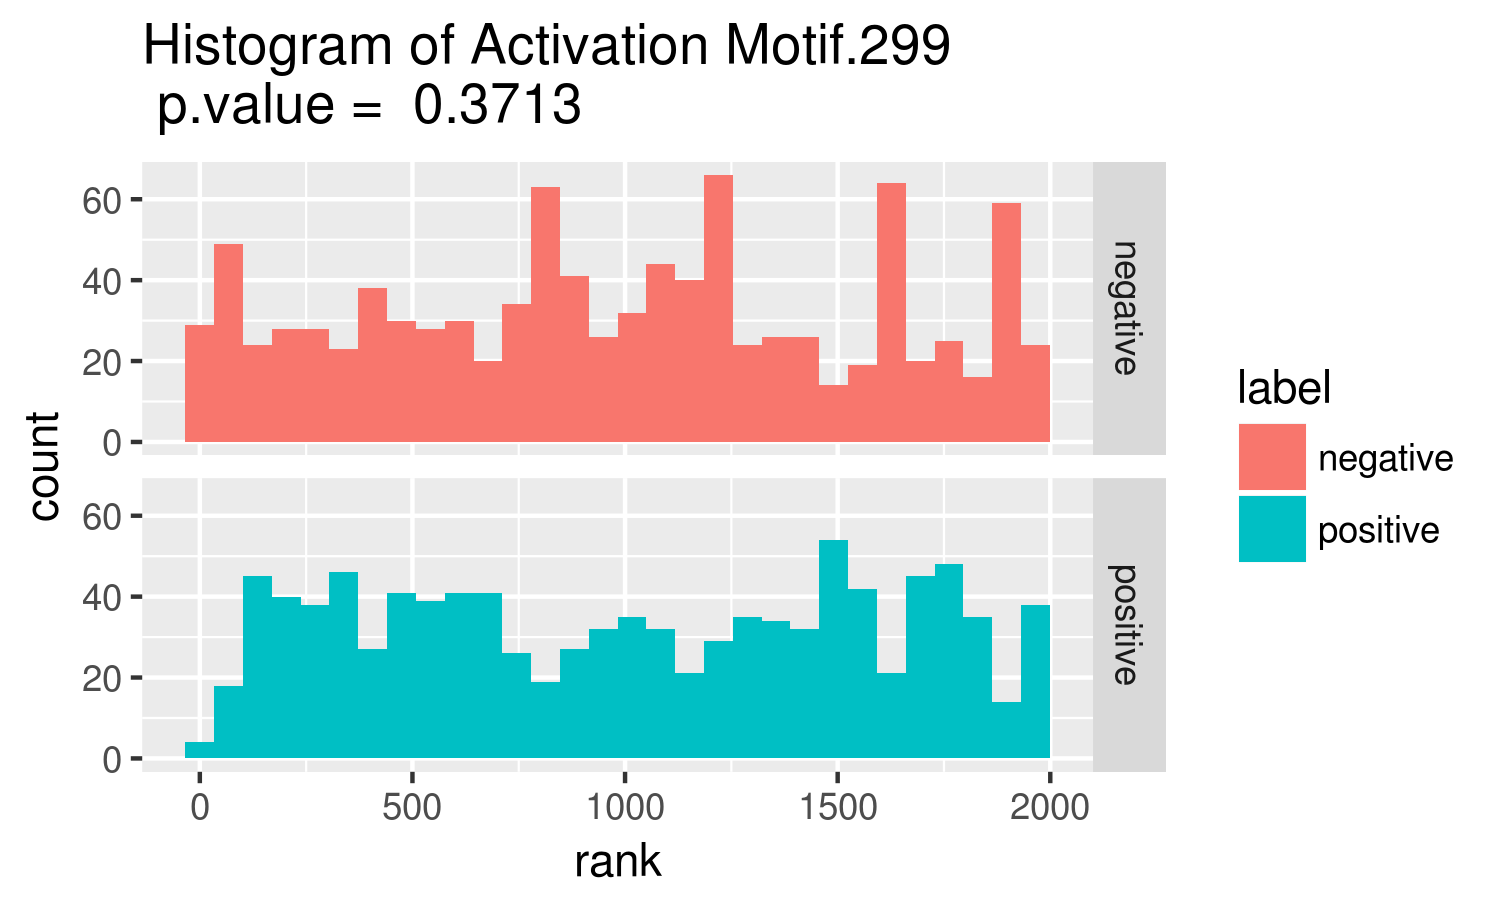 Histogram of Activation Motif.299
p.value = 0.3713
60
40
20
0
negative
60
40
20
0
positive
0 500 1000 1500 2000
rank
count
label
negative
positive